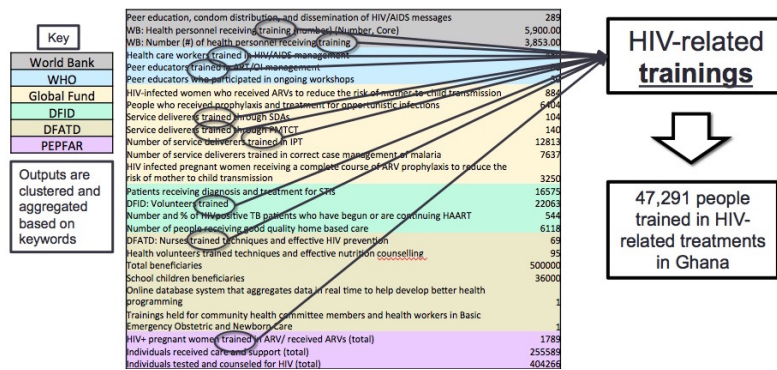 Key
World Bank
WHO
Global Fund
DFID
DFATD
PEPFAR
Outputs are
clustered and
aggregated
based on
keywords
Peer education, condom distribution, and dissemination of HIV/AIDS messages 289
WB: Health personnel receiving training (number) (Number, Core) 5,900.00
WB: Number (#) of health personnel receiving training 3,853.00
Health care workers trained in HIV/AIDS management
Peer educators trained in ART/OI management
Peer educators who participated in ongoing workshops 30
HIV-infected women who received ARVs to reduce the risk of mother-to-child transmission 884
People who received prophylaxis and treatment for opportunistic infections 6404
Service deliverers trained through SDAs 104
Service deliverers trained through PMTCT 140
Number of service deliverers trained in IPT 12813
Number of service deliverers trained in correct case management of malaria 7637
HIV infected pregnant women receiving a complete course of ARV prophylaxis to reduce the
risk of mother to child transmission 3250
Patients receiving diagnosis and treatment for STIs 16575
DFID: Volunteers trained 22063
Number and % of HIVpositive TB patients who have begun or are continuing HAART 544
Number of people receiving good quality home based care 6118
DFATD: Nurses trained techniques and effective HIV prevention 69
Health volunteers trained techniques and effective nutrition counselling 95
Total beneficiaries 500000
School children beneficiaries 36000
Online database system that aggregates data in real time to help develop better health
programming 1
Trainings held for community health committee members and health workers in Basic
Emergency Obstetric and Newborn Care 1
HIV+ pregnant women trained in ARV/ received ARVs (total) 1789
Individuals received care and support (total) 255589
Individuals tested and counseled for HIV (total) 404266
HIV-related
trainings
47,291 people
trained in HIV-
related treatments
in Ghana